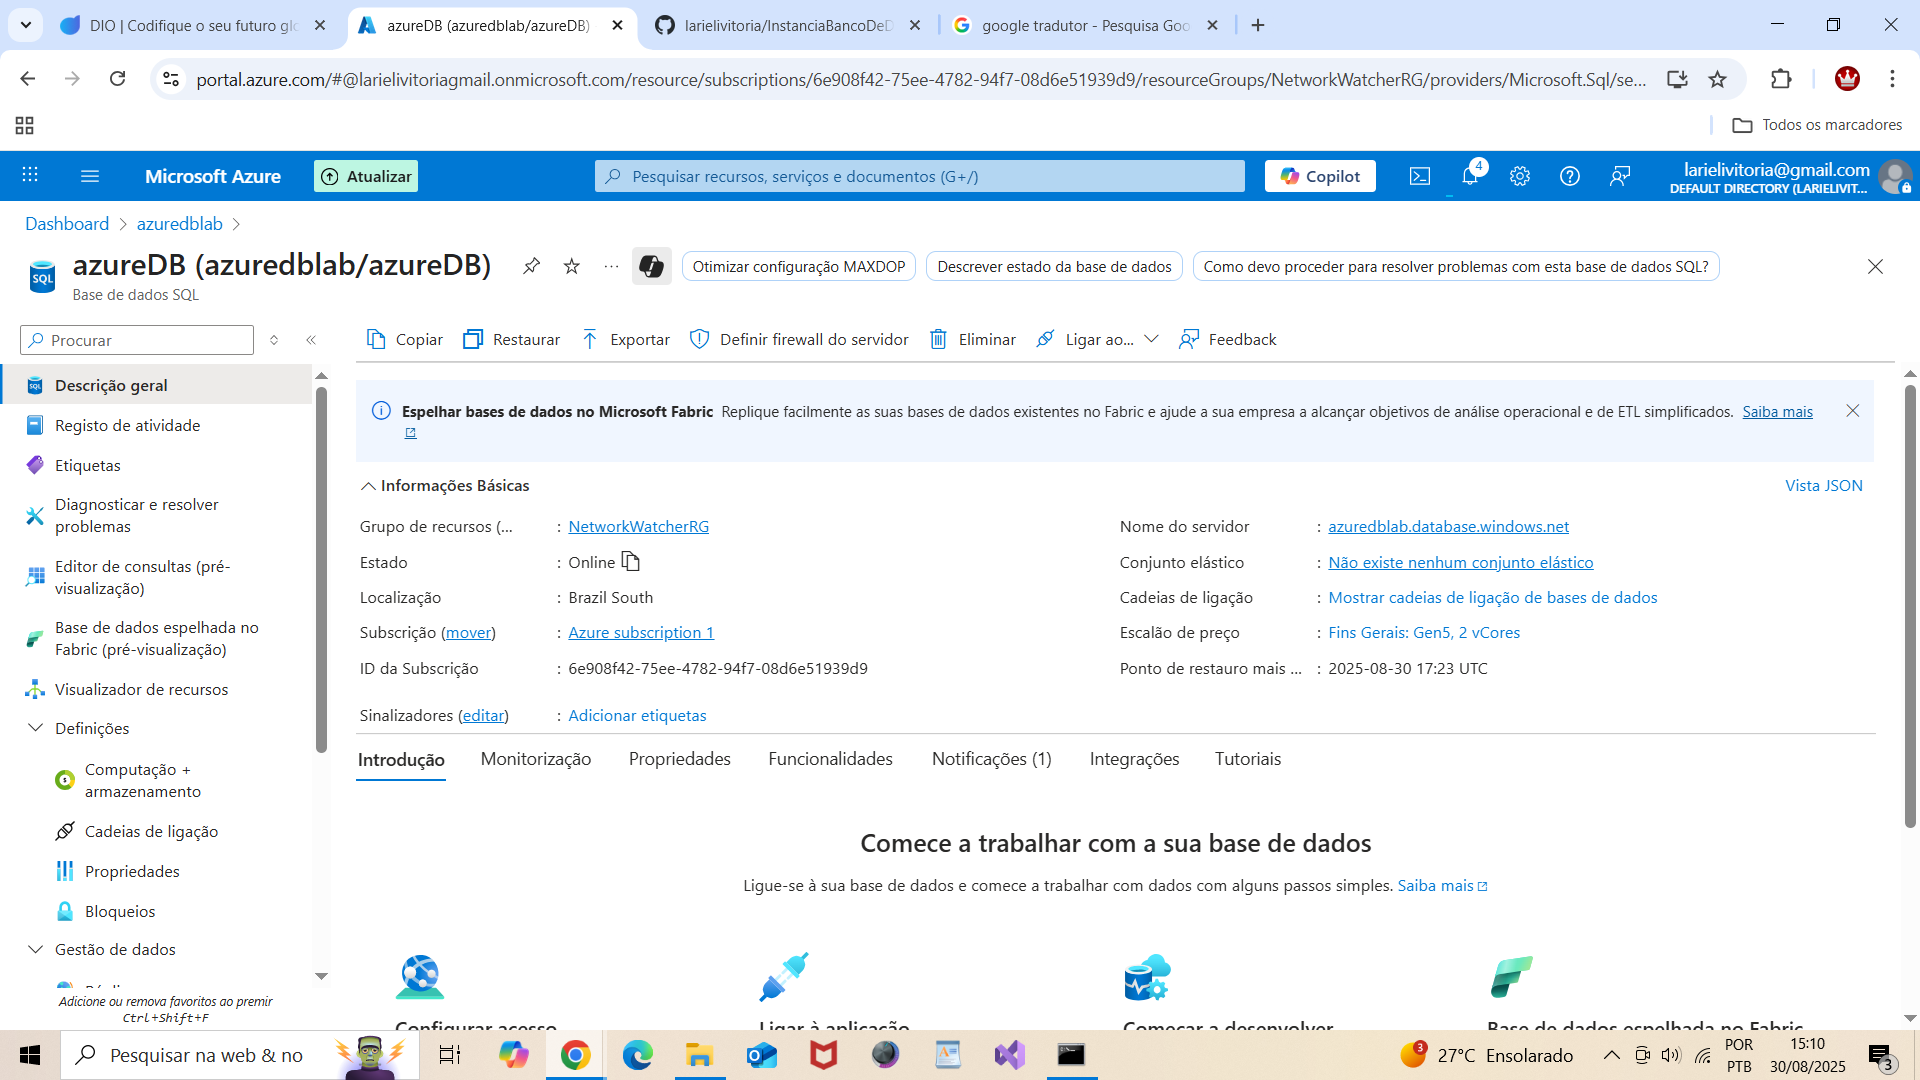 DIO | Codifique o seu futuro glo
azureDB (azuredblab/azureDB)
larielivitoria/InstanciaBancoDeD
google tradutor - Pesquisa Goo
portal.azure.com/#@larielivitoriagmail.onmicrosoft.com/resource/subscriptions/6e908f42-75ee-4782-94f7-08d6e51939d9/resourceGroups/NetworkWatcherRG/providers/Microsoft.Sql/se...
Todos os marcadores
Microsoft Azure
Atualizar
Pesquisar recursos, serviços e documentos (G+/)
Copilot
4
larielivitoria@gmail.com
DEFAULT DIRECTORY (LARIELIVIT...
Dashboard > azuredblab >
azureDB (azuredblab/azureDB)
Base de dados SQL
Otimizar configuração MAXDOP
Descrever estado da base de dados
Como devo proceder para resolver problemas com esta base de dados SQL?
Procurar
Copiar
Restaurar
Exportar
Definir firewall do servidor
Eliminar
Ligar ao...
Feedback
Descrição geral
Registo de atividade
Etiquetas
Diagnosticar e resolver
problemas
Editor de consultas (pré-
visualização)
Base de dados espelhada no
Fabric (pré-visualização)
Visualizador de recursos
Definições
Computação +
armazenamento
Cadeias de ligação
Propriedades
Bloqueios
Gestão de dados
Adicione ou remova favoritos ao premir
Ctrl+Shift+F
Espelhar bases de dados no Microsoft Fabric Replique facilmente as suas bases de dados existentes no Fabric e ajude a sua empresa a alcançar objetivos de análise operacional e de ETL simplificados. Saiba mais
Informações Básicas
Vista JSON
Grupo de recursos (... : NetworkWatcherRG
Estado : Online
Localização : Brazil South
Subscrição (mover) : Azure subscription 1
ID da Subscrição : 6e908f42-75ee-4782-94f7-08d6e51939d9
Nome do servidor : azuredblab.database.windows.net
Conjunto elástico : Não existe nenhum conjunto elástico
Cadeias de ligação : Mostrar cadeias de ligação de bases de dados
Escalão de preço : Fins Gerais: Gen5, 2 vCores
Ponto de restauro mais ... : 2025-08-30 17:23 UTC
Sinalizadores (editar) : Adicionar etiquetas
Introdução
Monitorização
Propriedades
Funcionalidades
Notificações (1)
Integrações
Tutoriais
Comece a trabalhar com a sua base de dados
Ligue-se à sua base de dados e comece a trabalhar com dados com alguns passos simples. Saiba mais
Configurar acesso
Ligar à aplicação
Começar a desenvolver
Base de dados espelhada no Fabric
Pesquisar na web & no
3
27°C Ensolarado
POR
PTB
15:10
30/08/2025
3